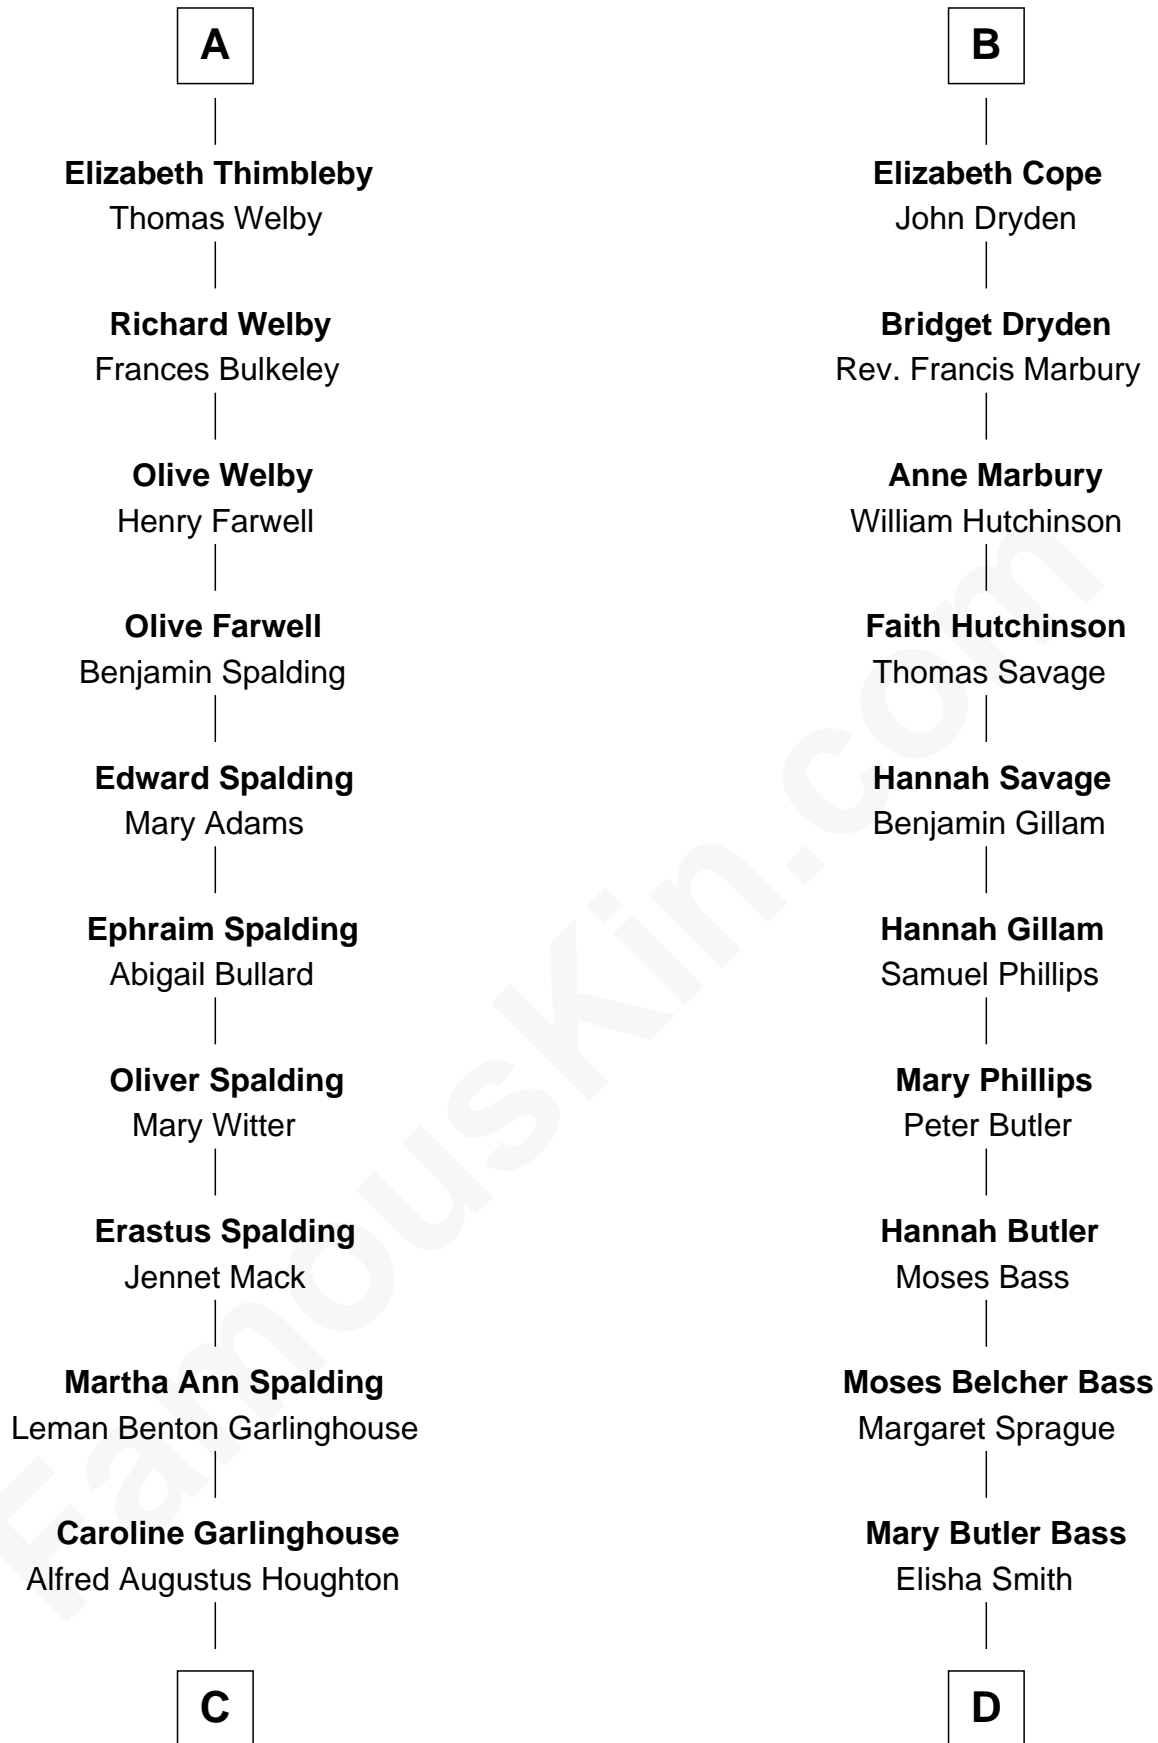 A
Elizabeth Thimbleby
Thomas Welby
Richard Welby
Frances Bulkeley
Olive Welby
Henry Farwell
Olive Farwell
Benjamin Spalding
Edward Spalding
Mary Adams
Ephraim Spalding
Abigail Bullard
Oliver Spalding
Mary Witter
Erastus Spalding
Jennet Mack
Martha Ann Spalding
Leman Benton Garlinghouse
Caroline Garlinghouse
Alfred Augustus Houghton
C
B
Elizabeth Cope
John Dryden
Bridget Dryden
Rev. Francis Marbury
Anne Marbury
William Hutchinson
Faith Hutchinson
Thomas Savage
Hannah Savage
Benjamin Gillam
Hannah Gillam
Samuel Phillips
Mary Phillips
Peter Butler
Hannah Butler
Moses Bass
Moses Belcher Bass
Margaret Sprague
Mary Butler Bass
Elisha Smith
D
FamousKin.com